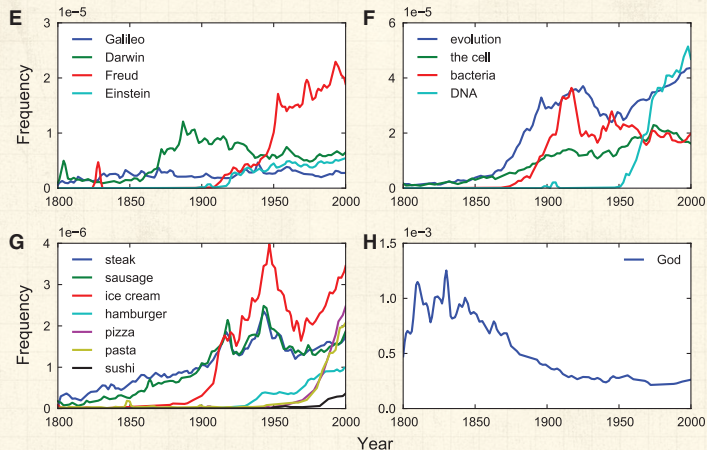 E
1e-5
3
2
1
0
Frequency
Galileo
Darwin
Freud
Einstein
1800
1850
1900
1950
2000
F
1e-5
6
4
2
0
evolution
the cell
bacteria
DNA
1800
1850
1900
1950
2000
G
1e-6
4
3
2
1
0
Frequency
steak
sausage
ice cream
hamburger
pizza
pasta
sushi
1800
1850
1900
1950
2000
H
1e-3
1.5
1.0
0.5
0.0
God
1800
1850
1900
1950
2000
Year